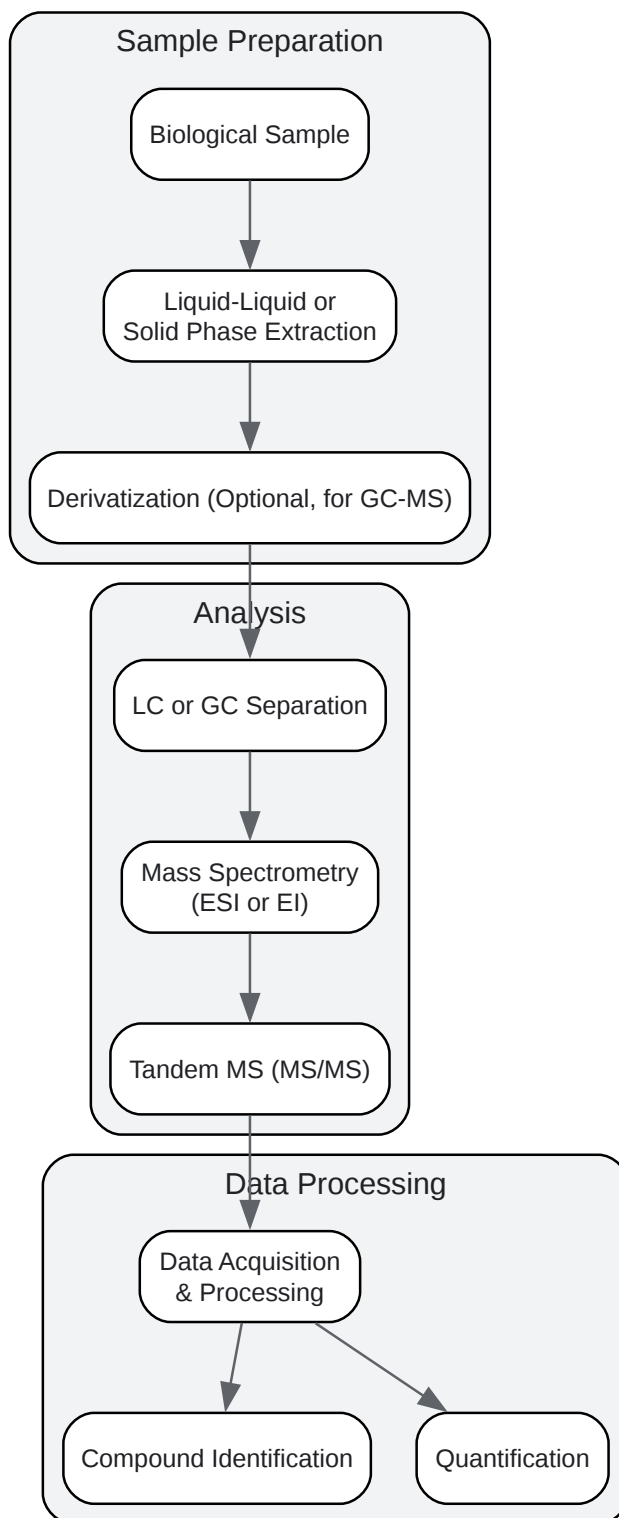 Sample Preparation
Biological Sample
Liquid-Liquid or
Solid Phase Extraction
Derivatization (Optional, for GC-MS)
Analysis
LC or GC Separation
Mass Spectrometry
(ESI or EI)
Tandem MS (MS/MS)
Data Processing
Data Acquisition
& Processing
Compound Identification
Quantification